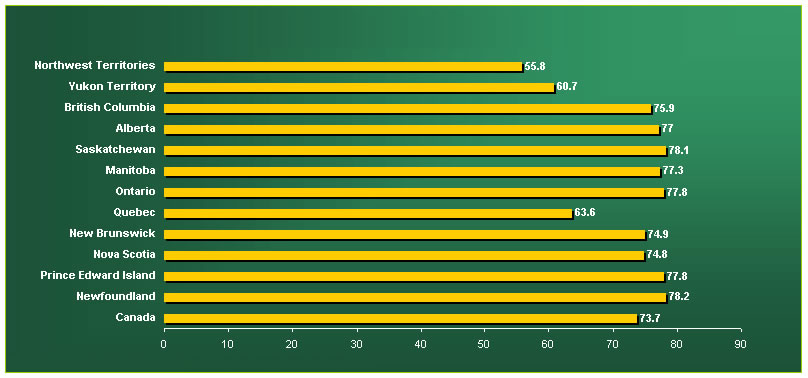 Northwest Territories 55.8
Yukon Territory 60.7
British Columbia 75.9
Alberta 77
Saskatchewan 78.1
Manitoba 77.3
Ontario 77.8
Quebec 63.6
New Brunswick 74.9
Nova Scotia 74.8
Prince Edward Island 77.8
Newfoundland 78.2
Canada 73.7
0 10 20 30 40 50 60 70 80 90